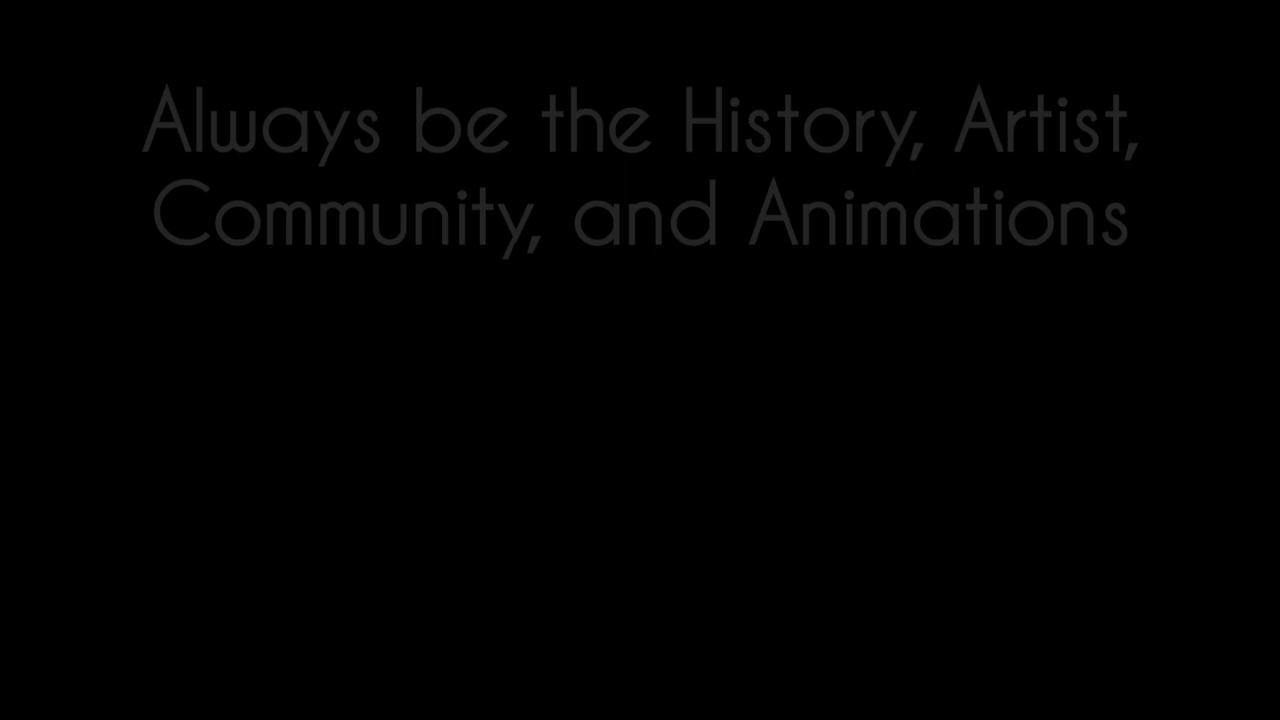 Always be the History, Artist,
Community, and Animations